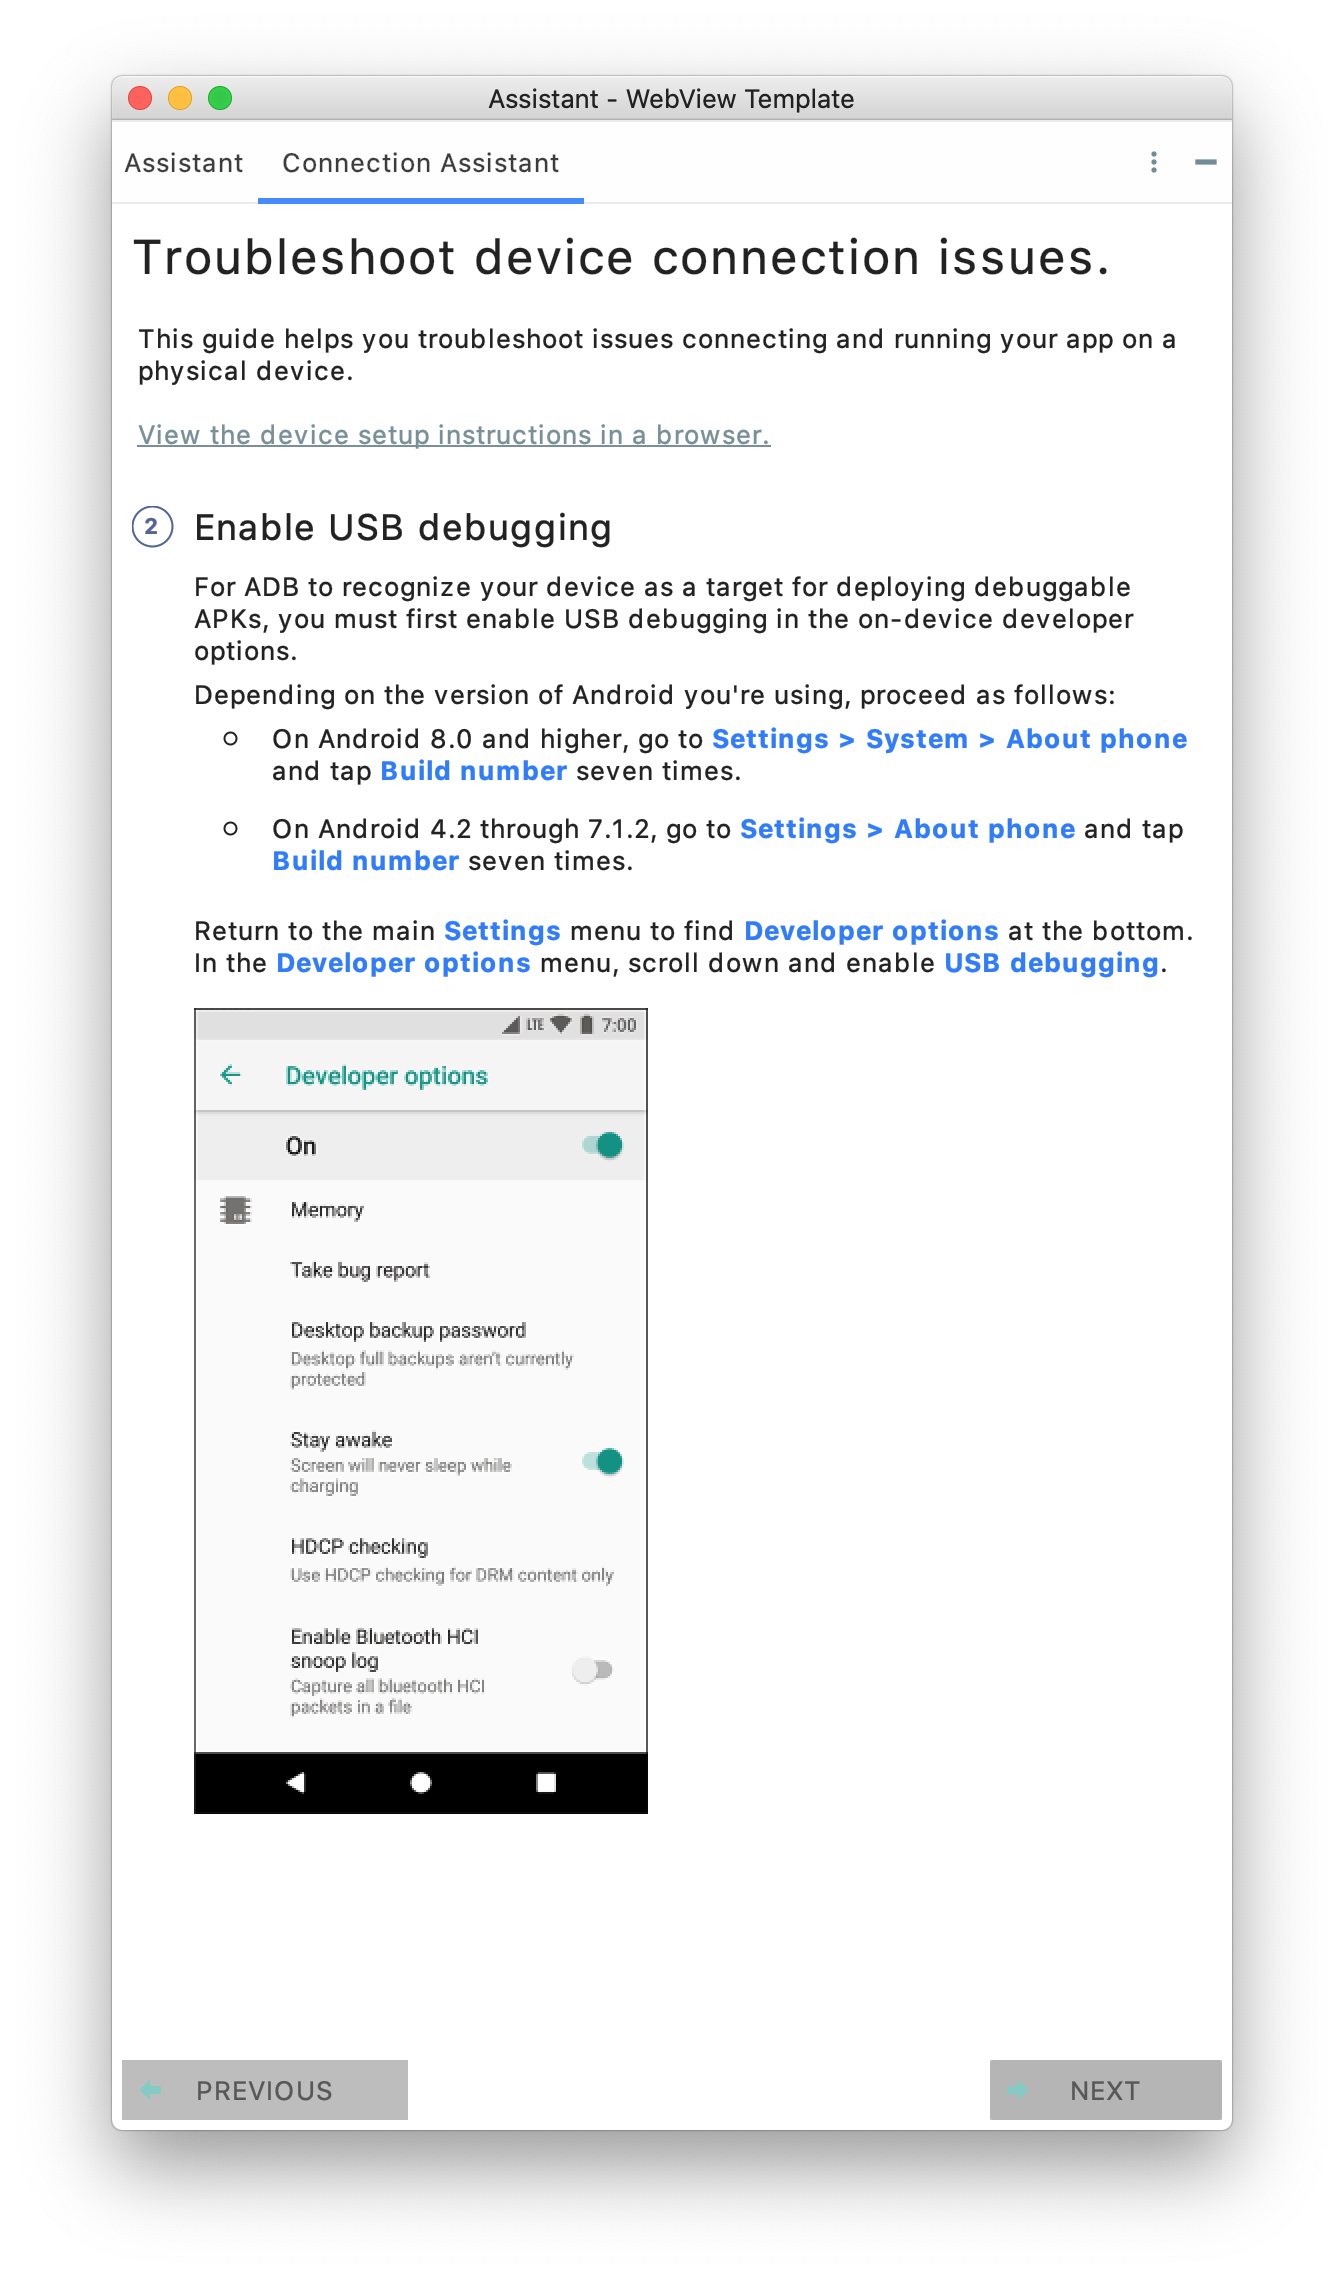 Assistant - WebView Template
Assistant Connection Assistant
Troubleshoot device connection issues.
This guide helps you troubleshoot issues connecting and running your app on a
physical device.
View the device setup instructions in a browser.
2 Enable USB debugging
For ADB to recognize your device as a target for deploying debuggable
APKs, you must first enable USB debugging in the on-device developer
options.
Depending on the version of Android you're using, proceed as follows:
On Android 8.0 and higher, go to Settings > System > About phone
and tap Build number seven times.
On Android 4.2 through 7.1.2, go to Settings > About phone and tap
Build number seven times.
Return to the main Settings menu to find Developer options at the bottom.
In the Developer options menu, scroll down and enable USB debugging.
LTE 7:00
Developer options
On
Memory
Take bug report
Desktop backup password
Desktop full backups aren't currently
protected
Stay awake
Screen will never sleep while
charging
HDCP checking
Use HDCP checking for DRM content only
Enable Bluetooth HCI
snoop log
Capture all bluetooth HCI
packets in a file
PREVIOUS NEXT